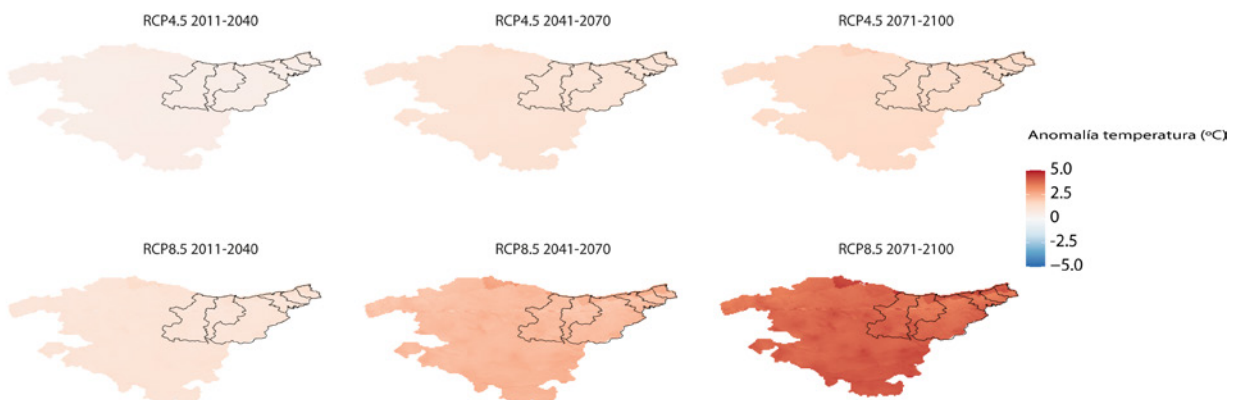 RCP4.5 2011-2040
RCP4.5 2041-2070
RCP4.5 2071-2100
Anomalía temperatura (ºC)
5.0
2.5
0
-2.5
−5.0
RCP8.5 2011-2040
RCP8.5 2041-2070
RCP8.5 2071-2100